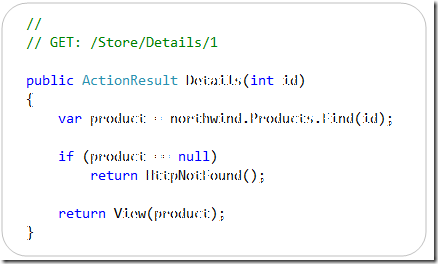 //
// GET: /Store/Details/1
public ActionResult Details(int id)
{
var product = northwind.Products.Find(id);
if (product == null)
return HttpNotFound();
return View(product);
}